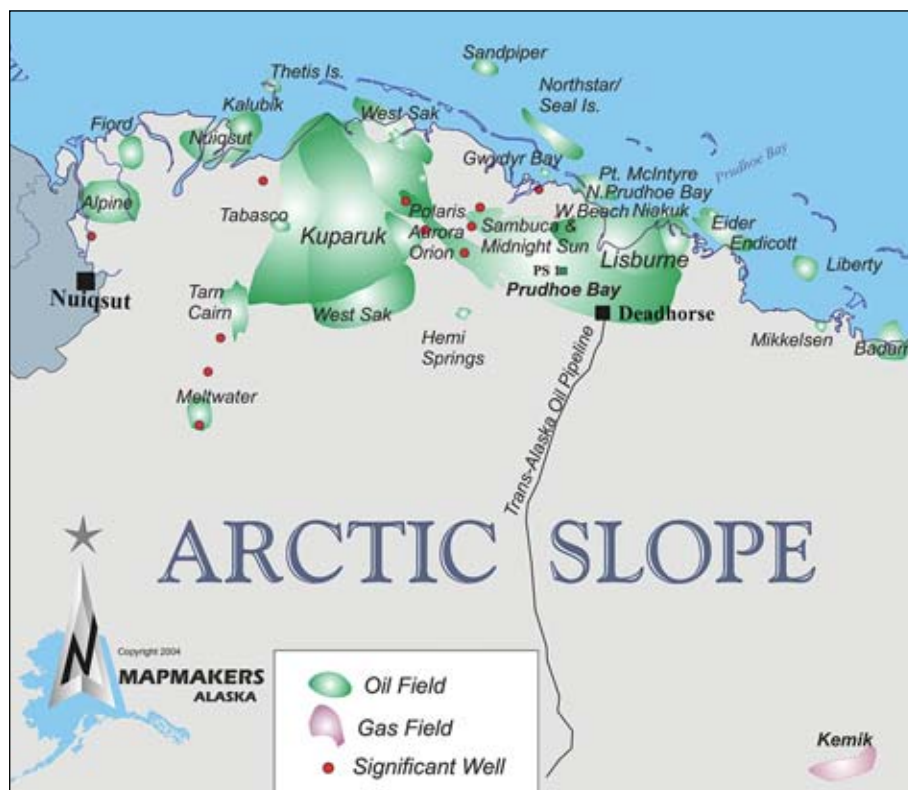 Sandpiper
Thetis Is.
Northstar/
Seal Is.
Kalubik
West Sak
Fiord
Nuiqsut
Gwydyr Bay
Prudhoe Bay
Pt. McIntyre
N.Prudhoe Bay
Alpine
Tabasco
Polaris
Aurora
Orion
Sambuca &
Midnight Sun
W.Beach
Niakuk
Eider
Endicott
Kuparuk
Lisburne
Liberty
PS 1
Prudhoe Bay
Nuiqsut
Tarn
Cairn
West Sak
Deadhorse
Hemi
Springs
Mikkelsen
Badami
Meltwater
Trans-Alaska Oil Pipeline
ARCTIC SLOPE
N
Copyright 2004
MAPMAKERS
ALASKA
Oil Field
Gas Field
Significant Well
Kemik